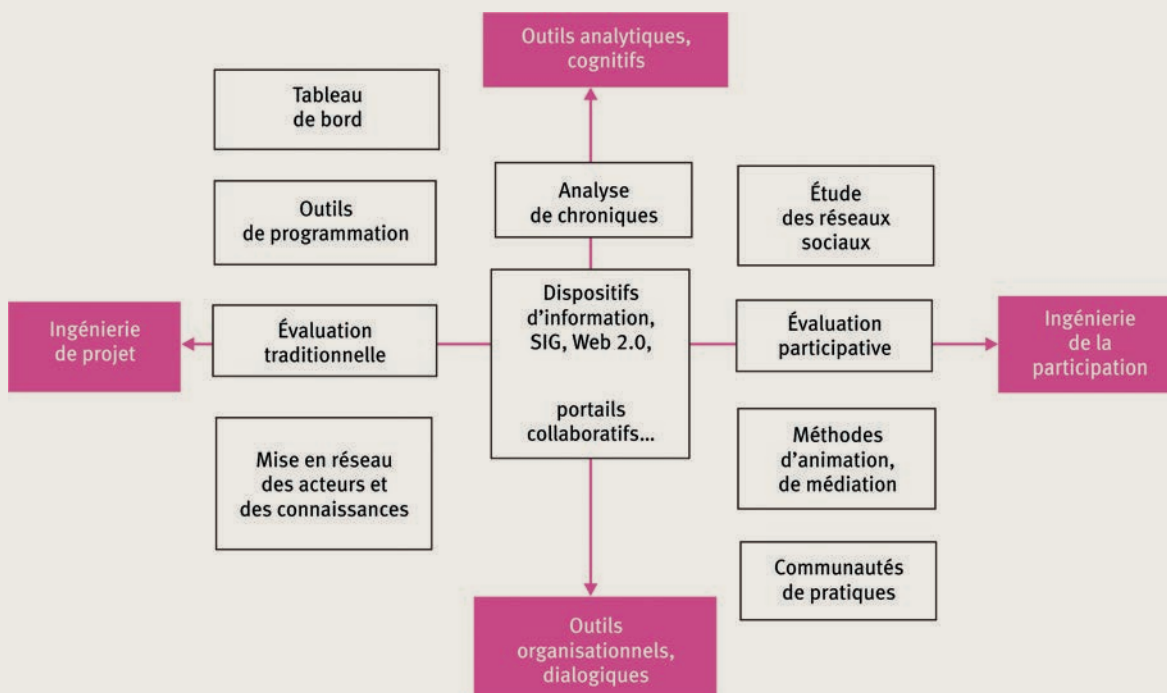 Outils analytiques,
cognitifs
Tableau
de bord
Analyse
de chroniques
Étude
des réseaux
sociaux
Outils
de programmation
Ingénierie
de projet
Évaluation
traditionnelle
Dispositifs
d’information,
SIG, Web 2.0,
portails
collaboratifs...
Évaluation
participative
Ingénierie
de la
participation
Mise en réseau
des acteurs et
des connaissances
Méthodes
d’animation,
de médiation
Communautés
de pratiques
Outils
organisationnels,
dialogiques